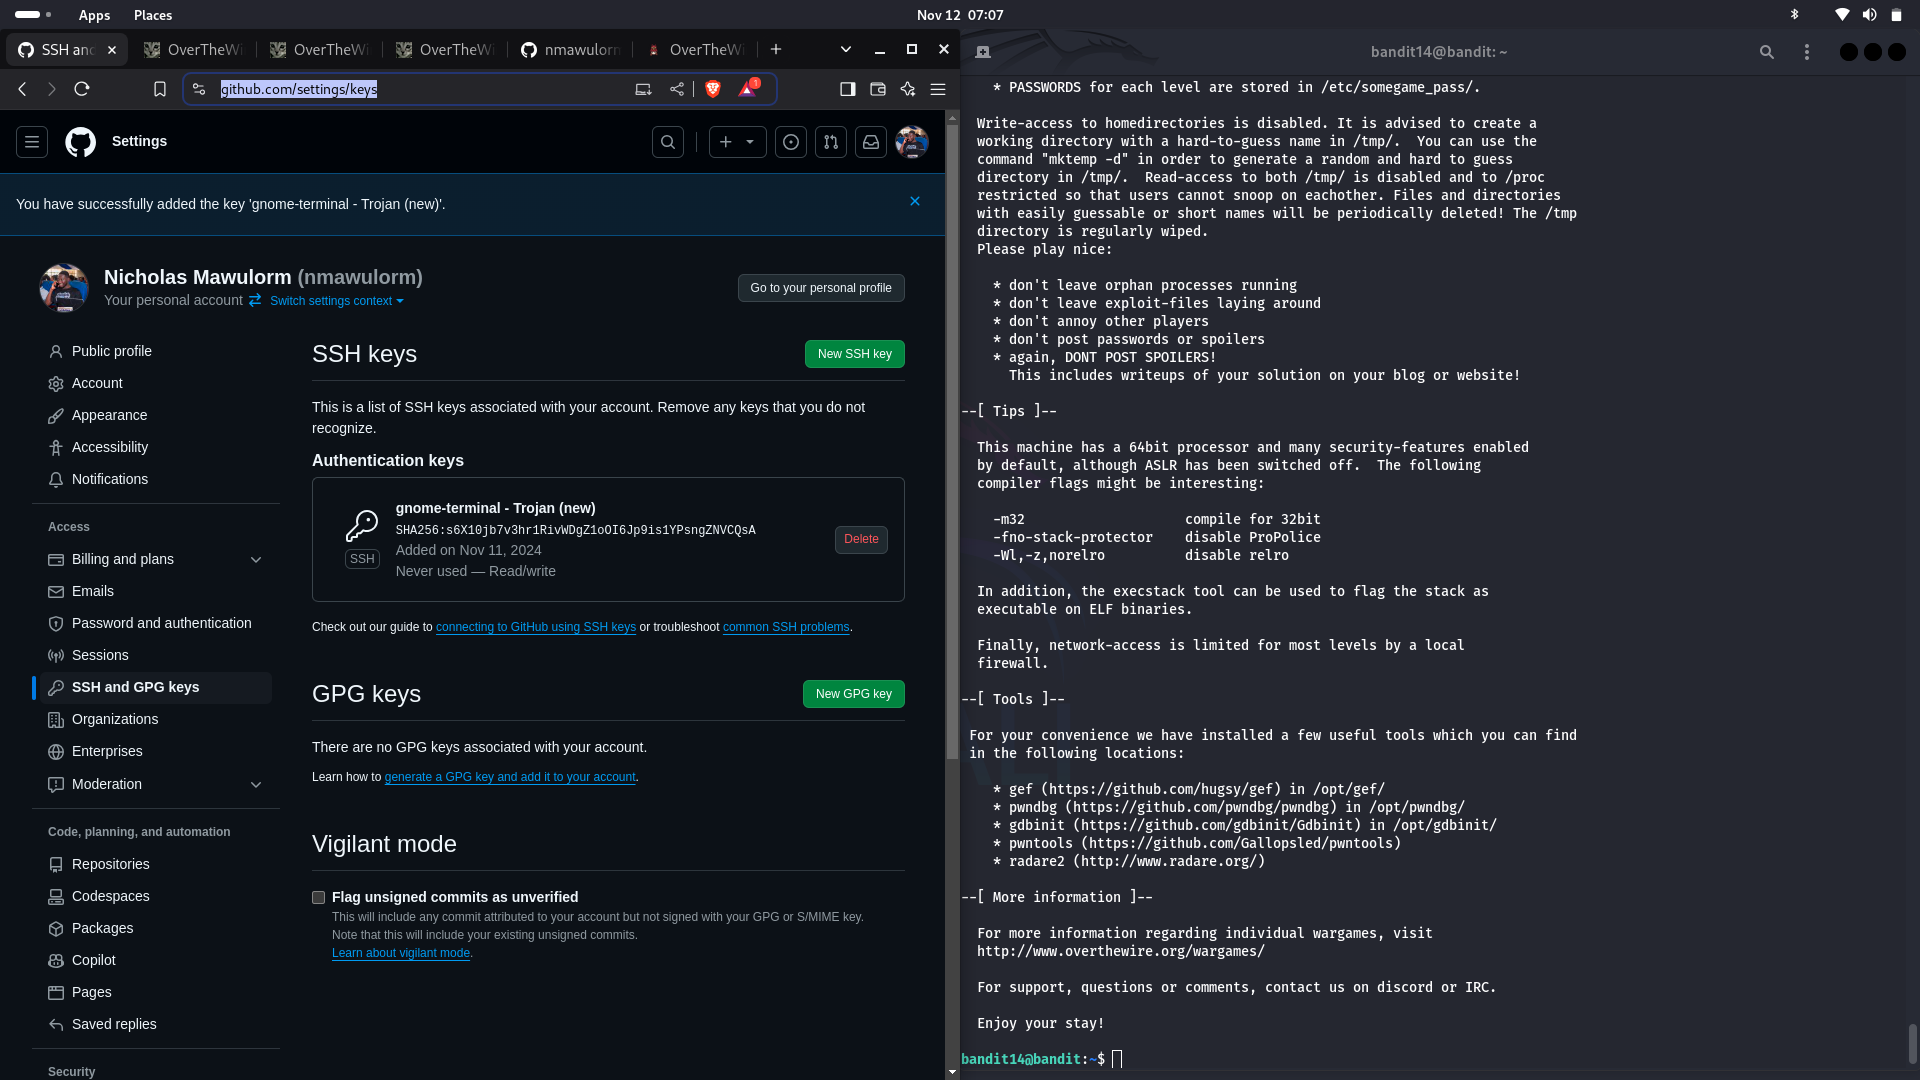 Apps Places Nov 12 07:07
SSH and OverTheWi OverTheWi OverTheWi nmawulorm OverTheWi
github.com/settings/keys
1
Settings
You have successfully added the key 'gnome-terminal - Trojan (new)'.
Nicholas Mawulorm (nmawulorm)
Your personal account Switch settings context
Go to your personal profile
Public profile
Account
Appearance
Accessibility
Notifications
Access
Billing and plans
Emails
Password and authentication
Sessions
SSH and GPG keys
Organizations
Enterprises
Moderation
Code, planning, and automation
Repositories
Codespaces
Packages
Copilot
Pages
Saved replies
Security
SSH keys
New SSH key
This is a list of SSH keys associated with your account. Remove any keys that you do not
recognize.
Authentication keys
gnome-terminal - Trojan (new)
SHA256:s6X10jb7v3hr1RivWDgZ1oOI6Jp9is1YPsngZNVCQsA
Added on Nov 11, 2024
Never used — Read/write
SSH
Delete
Check out our guide to connecting to GitHub using SSH keys or troubleshoot common SSH problems.
GPG keys
New GPG key
There are no GPG keys associated with your account.
Learn how to generate a GPG key and add it to your account.
Vigilant mode
Flag unsigned commits as unverified
This will include any commit attributed to your account but not signed with your GPG or S/MIME key.
Note that this will include your existing unsigned commits.
Learn about vigilant mode.
bandit14@bandit: ~
* PASSWORDS for each level are stored in /etc/somegame_pass/.
Write-access to homedirectories is disabled. It is advised to create a
working directory with a hard-to-guess name in /tmp/.  You can use the
command "mktemp -d" in order to generate a random and hard to guess
directory in /tmp/.  Read-access to both /tmp/ is disabled and to /proc
restricted so that users cannot snoop on eachother. Files and directories
with easily guessable or short names will be periodically deleted! The /tmp
directory is regularly wiped.
Please play nice:
* don't leave orphan processes running
* don't leave exploit-files laying around
* don't annoy other players
* don't post passwords or spoilers
* again, DONT POST SPOILERS!
This includes writeups of your solution on your blog or website!
--[ Tips ]--
This machine has a 64bit processor and many security-features enabled
by default, although ASLR has been switched off.  The following
compiler flags might be interesting:
-m32 compile for 32bit
-fno-stack-protector disable ProPolice
-Wl,-z,norelro disable relro
In addition, the execstack tool can be used to flag the stack as
executable on ELF binaries.
Finally, network-access is limited for most levels by a local
firewall.
--[ Tools ]--
For your convenience we have installed a few useful tools which you can find
in the following locations:
* gef (https://github.com/hugsy/gef) in /opt/gef/
* pwndbg (https://github.com/pwndbg/pwndbg) in /opt/pwndbg/
* gdbinit (https://github.com/gdbinit/Gdbinit) in /opt/gdbinit/
* pwntools (https://github.com/Gallopsled/pwntools)
* radare2 (http://www.radare.org/)
--[ More information ]--
For more information regarding individual wargames, visit
http://www.overthewire.org/wargames/
For support, questions or comments, contact us on discord or IRC.
Enjoy your stay!
bandit14@bandit:~$